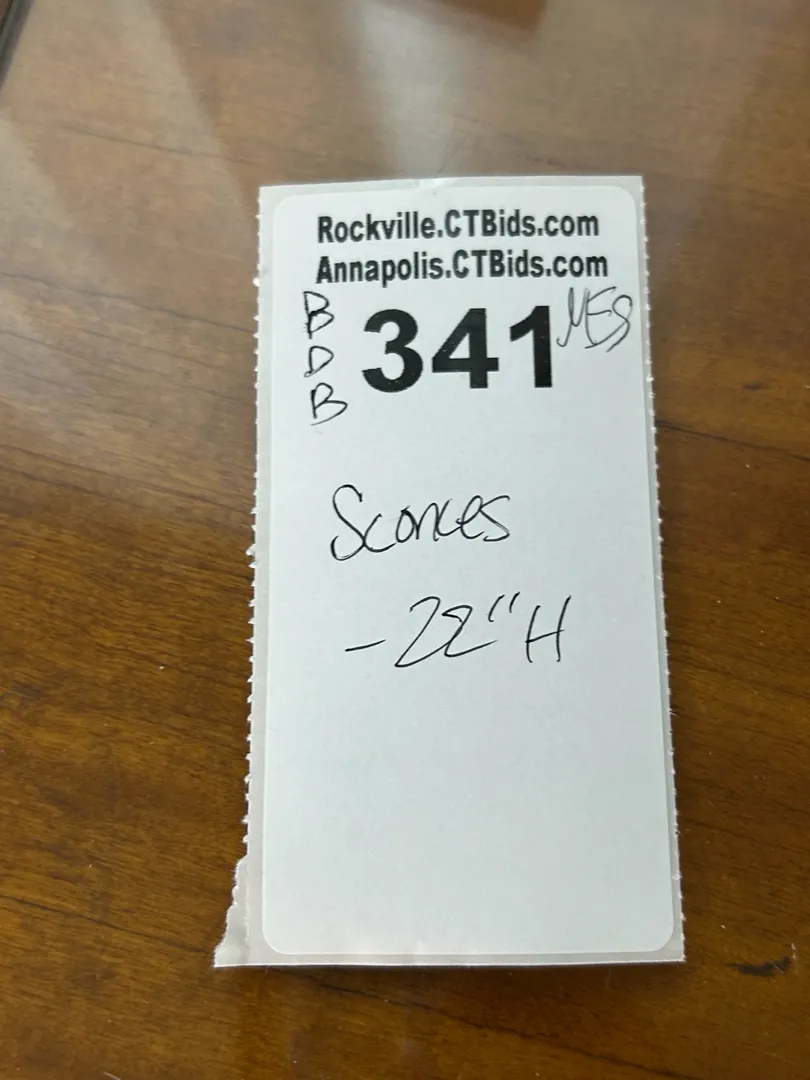 Rockville.CTBids.com
Annapolis.CTBids.com
B
D
B
341
MES
Sconces
- 22" H